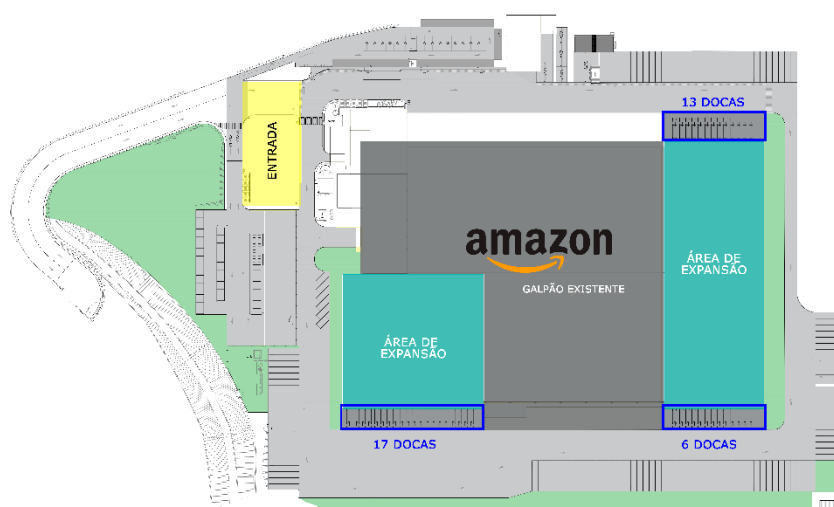 13 DOCAS
ENTRADA
amazon
GALPÃO EXISTENTE
ÁREA DE
EXPANSÃO
ÁREA DE
EXPANSÃO
17 DOCAS
6 DOCAS